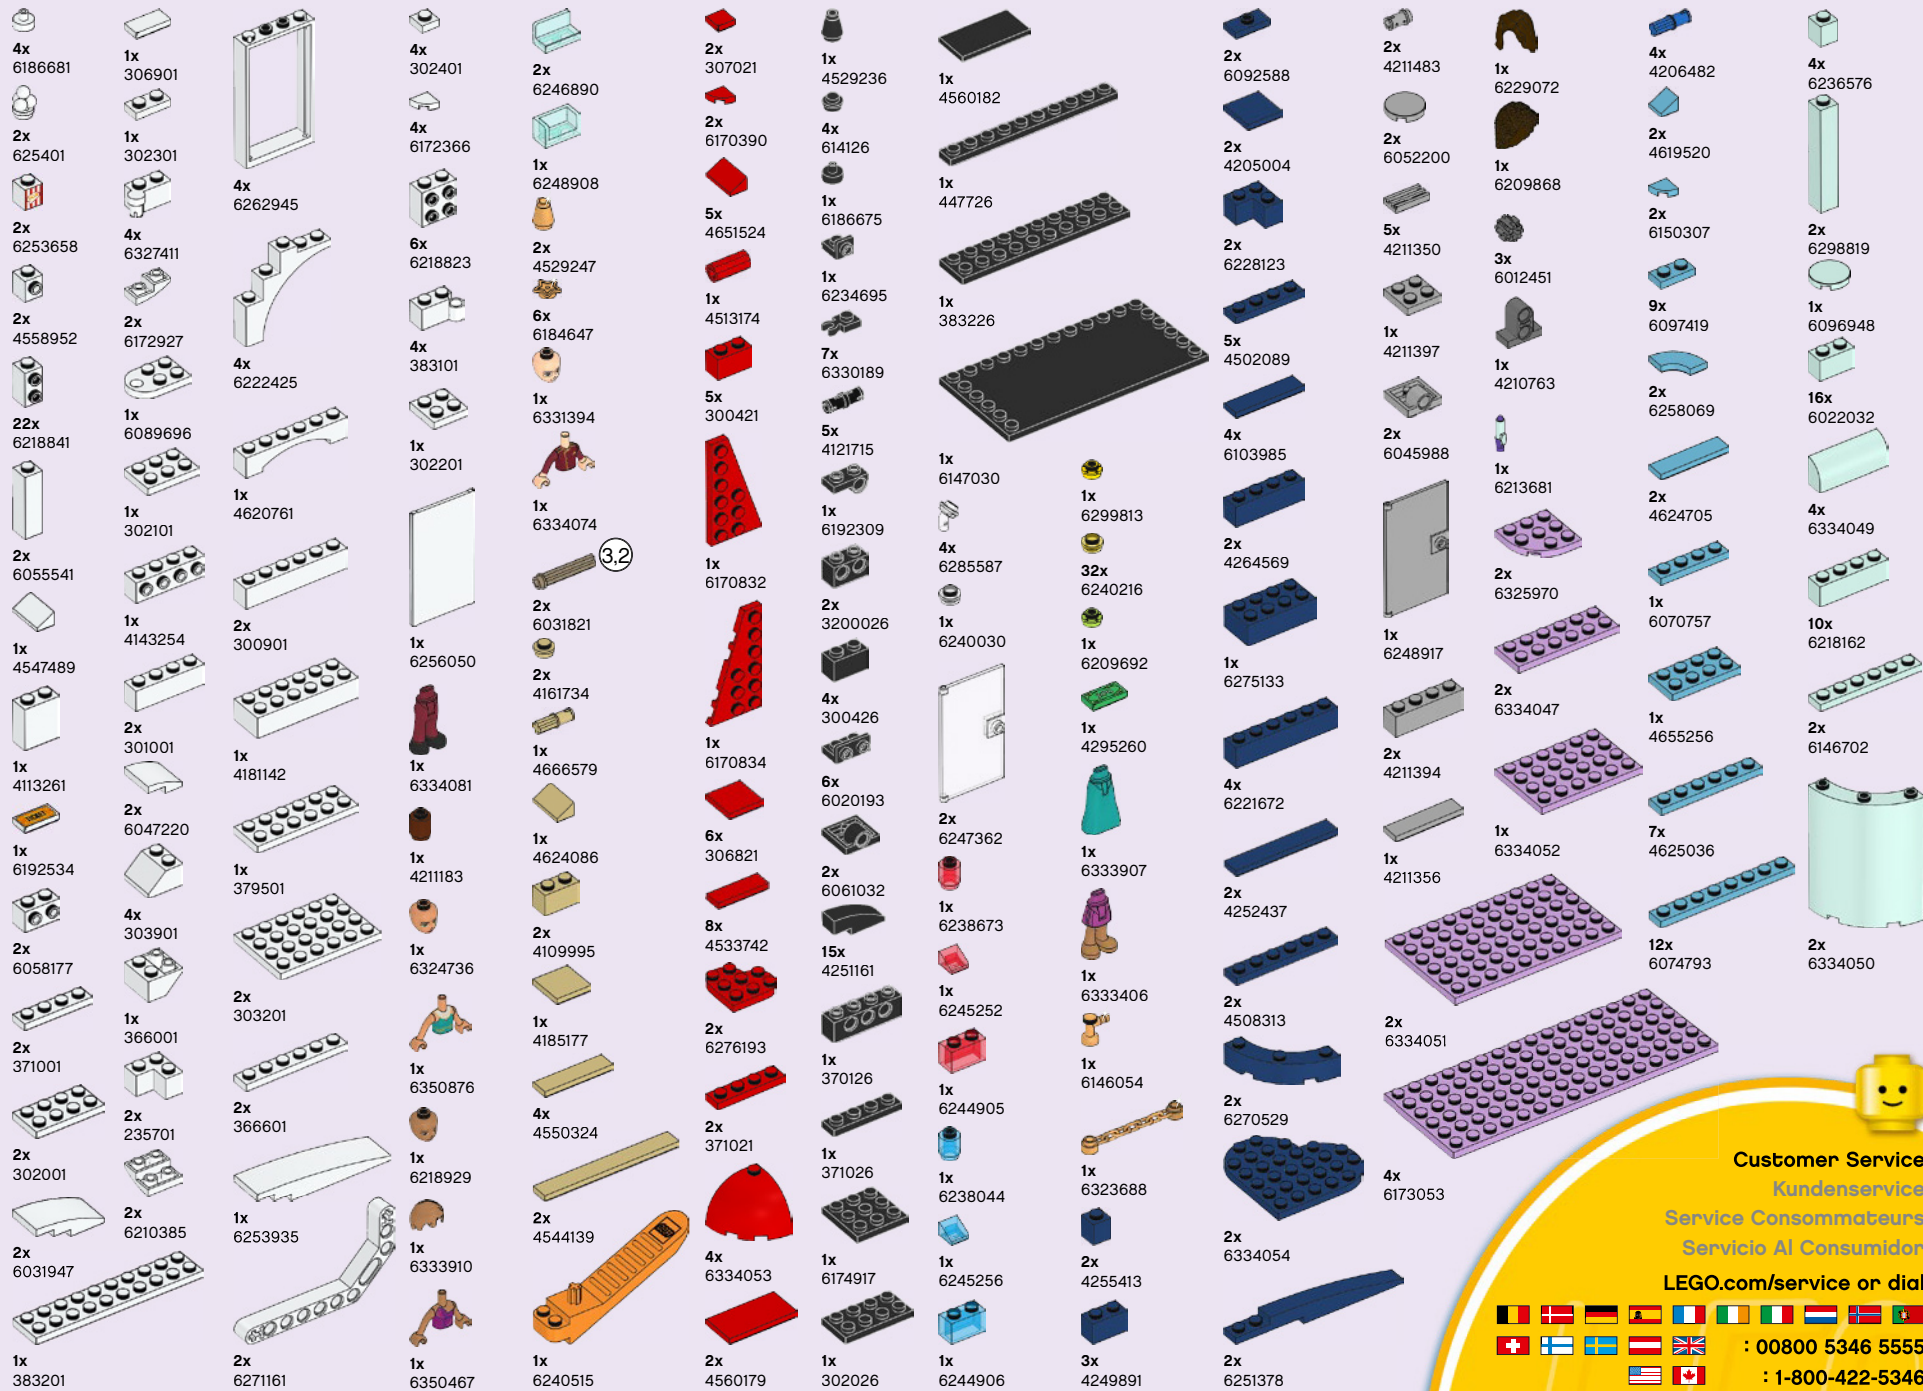 4x
6186681
2x
625401
2x
6253658
2x
4558952
22x
6218841
2x
6055541
1x
4547489
1x
4113261
TICKET
1x
6192534
2x
6058177
2x
371001
2x
302001
2x
6031947
1x
383201
1x
306901
1x
302301
4x
6327411
2x
6172927
1x
6089696
1x
302101
1x
4143254
2x
301001
2x
6047220
4x
303901
1x
366001
2x
235701
2x
6210385
4x
6262945
4x
6222425
1x
4620761
2x
300901
1x
4181142
1x
379501
2x
303201
2x
366601
1x
6253935
2x
6271161
4x
302401
4x
6172366
6x
6218823
4x
383101
1x
302201
1x
6256050
1x
6334081
1x
4211183
1x
6324736
1x
6350876
1x
6218929
1x
6333910
1x
6350467
2x
6246890
1x
6248908
2x
4529247
6x
6184647
1x
6331394
1x
6334074
3,2
2x
6031821
2x
4161734
1x
4666579
1x
4624086
2x
4109995
1x
4185177
4x
4550324
2x
4544139
1x
6240515
2x
307021
2x
6170390
5x
4651524
1x
4513174
5x
300421
1x
6170832
1x
6170834
6x
306821
8x
4533742
2x
6276193
2x
371021
4x
6334053
2x
4560179
1x
4529236
4x
614126
1x
6186675
1x
6234695
7x
6330189
5x
4121715
1x
6192309
2x
3200026
4x
300426
6x
6020193
2x
6061032
15x
4251161
1x
370126
1x
371026
1x
6174917
1x
302026
1x
4560182
1x
447726
1x
383226
1x
6147030
4x
6285587
1x
6240030
2x
6247362
1x
6238673
1x
6245252
1x
6244905
1x
6238044
1x
6245256
1x
6244906
1x
6299813
32x
6240216
1x
6209692
1x
4295260
1x
6333907
1x
6333406
1x
6146054
1x
6323688
2x
4255413
3x
4249891
2x
6092588
2x
4205004
2x
6228123
5x
4502089
4x
6103985
2x
4264569
1x
6275133
4x
6221672
2x
4252437
2x
4508313
2x
6270529
2x
6334054
2x
6251378
2x
4211483
2x
6052200
5x
4211350
1x
4211397
2x
6045988
1x
6248917
2x
4211394
1x
4211356
2x
6334051
4x
6173053
1x
6229072
1x
6209868
3x
6012451
1x
4210763
1x
6213681
2x
6325970
2x
6334047
1x
6334052
4x
4206482
2x
4619520
2x
6150307
9x
6097419
2x
6258069
2x
4624705
1x
6070757
1x
4655256
7x
4625036
12x
6074793
4x
6236576
2x
6298819
1x
6096948
16x
6022032
4x
6334049
10x
6218162
2x
6146702
2x
6334050
Customer Service
Kundenservice
Service Consommateurs
Servicio Al Consumidor
LEGO.com/service or dial
: 00800 5346 5555
: 1-800-422-5346